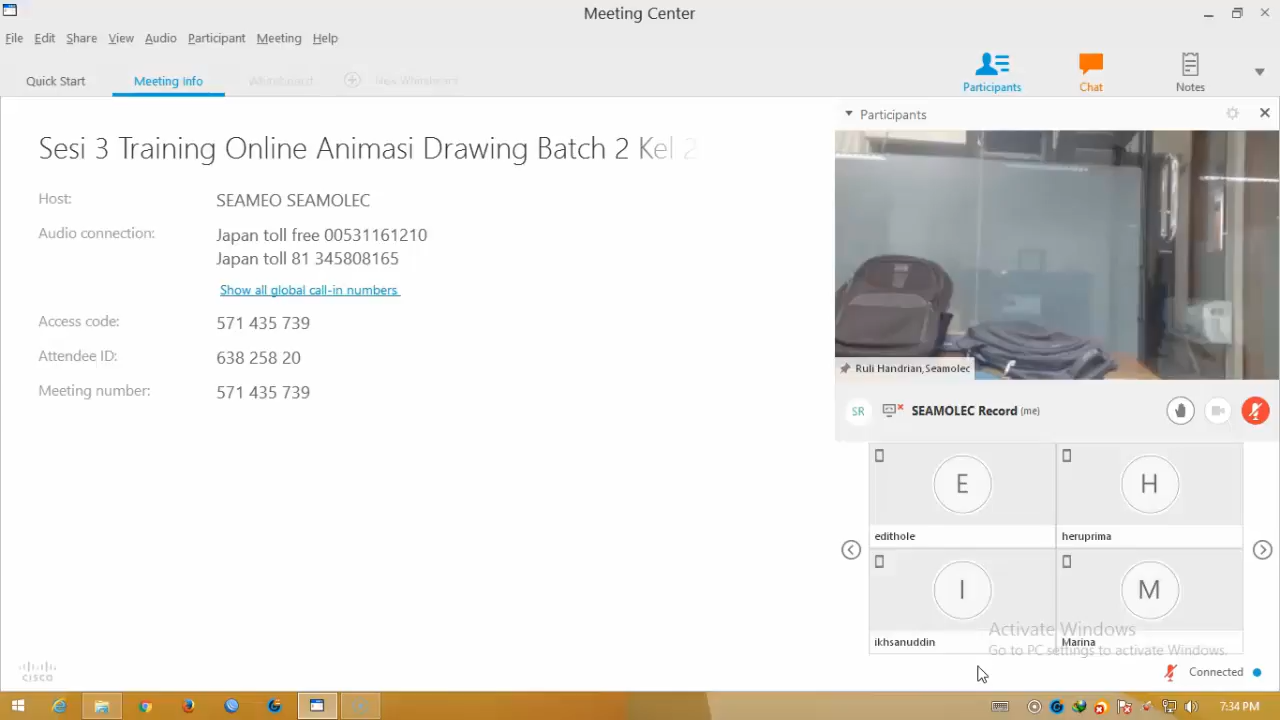 Meeting Center
File Edit Share View Audio Participant Meeting Help
Quick Start Meeting Info Whiteboard New Whiteboard
Participants Chat Notes
Participants
Sesi 3 Training Online Animasi Drawing Batch 2 Kel 2
Host: SEAMEO SEAMOLEC
Audio connection: Japan toll free 00531161210
Japan toll 81 345808165
Show all global call-in numbers
Access code: 571 435 739
Attendee ID: 638 258 20
Meeting number: 571 435 739
Ruli Handrian,Seamolec
SR SEAMOLEC Record (me)
E H
edithole heruprima
I M
ikhsanuddin Marina
Activate Windows
Go to PC settings to activate Windows.
cisco
Connected
7:34 PM